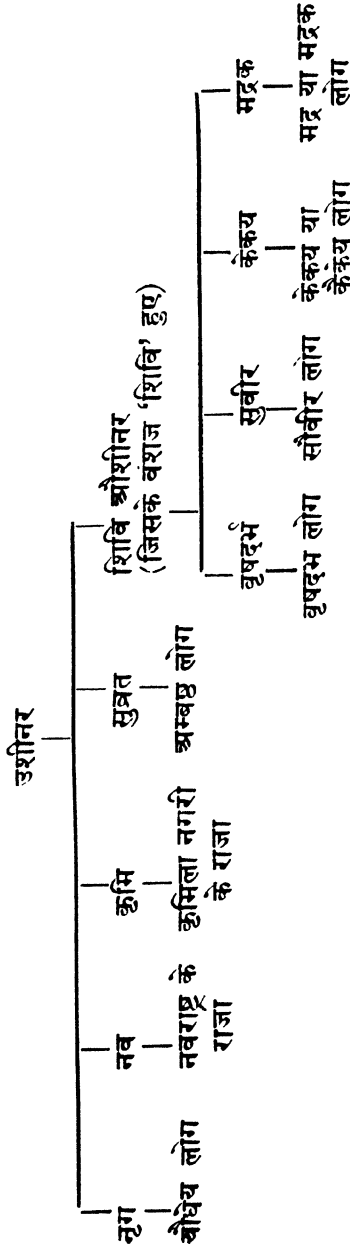 उशीनर
नृग
नव
कृमि
सुव्रत
शिवि औशीनर
(जिसके वंशज 'शिवि' हुए)
यौधेय लोग
नवराष्ट्र के
राजा
कृमिला नगरी
के राजा
अम्बष्ठ लोग
वृषदर्भ
सुवीर
केकय
मद्रक
वृषदर्भ लोग
सौवीर लोग
केकय या
कैकेय लोग
मद्र या मद्रक
लोग